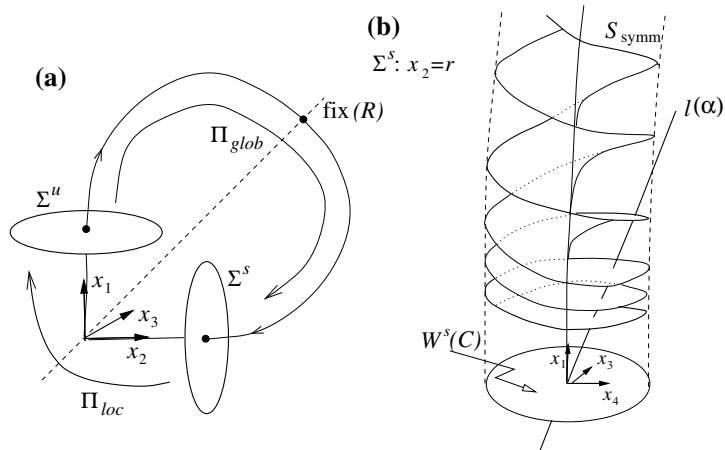 (a)
fix(R)
Π_glob
Σ^u
Σ^s
x_1
x_3
x_2
Π_loc
(b)
S_symm
Σ^s: x_2=r
l(α)
W^s(C)
x_1
x_3
x_4